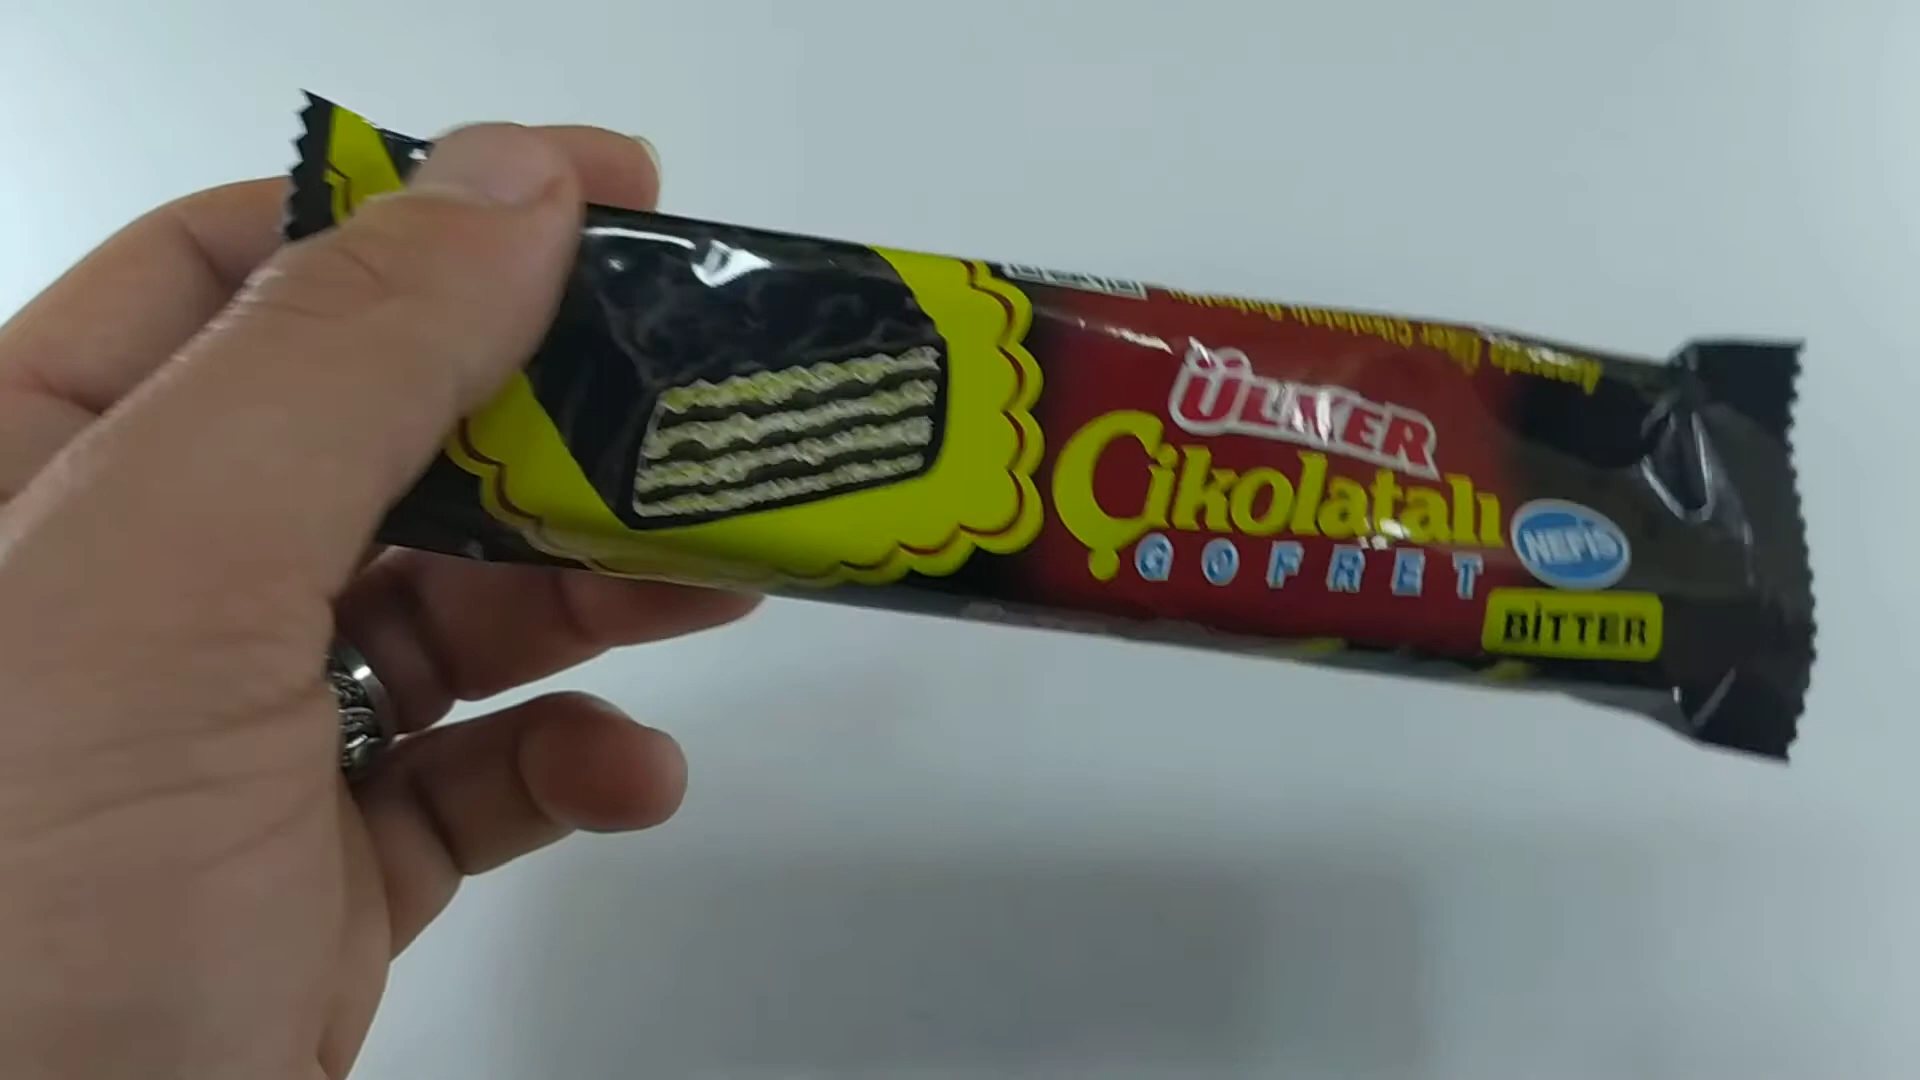 ÜLKER
Çikolatalı
GOFRET
NEFİS
BİTTER